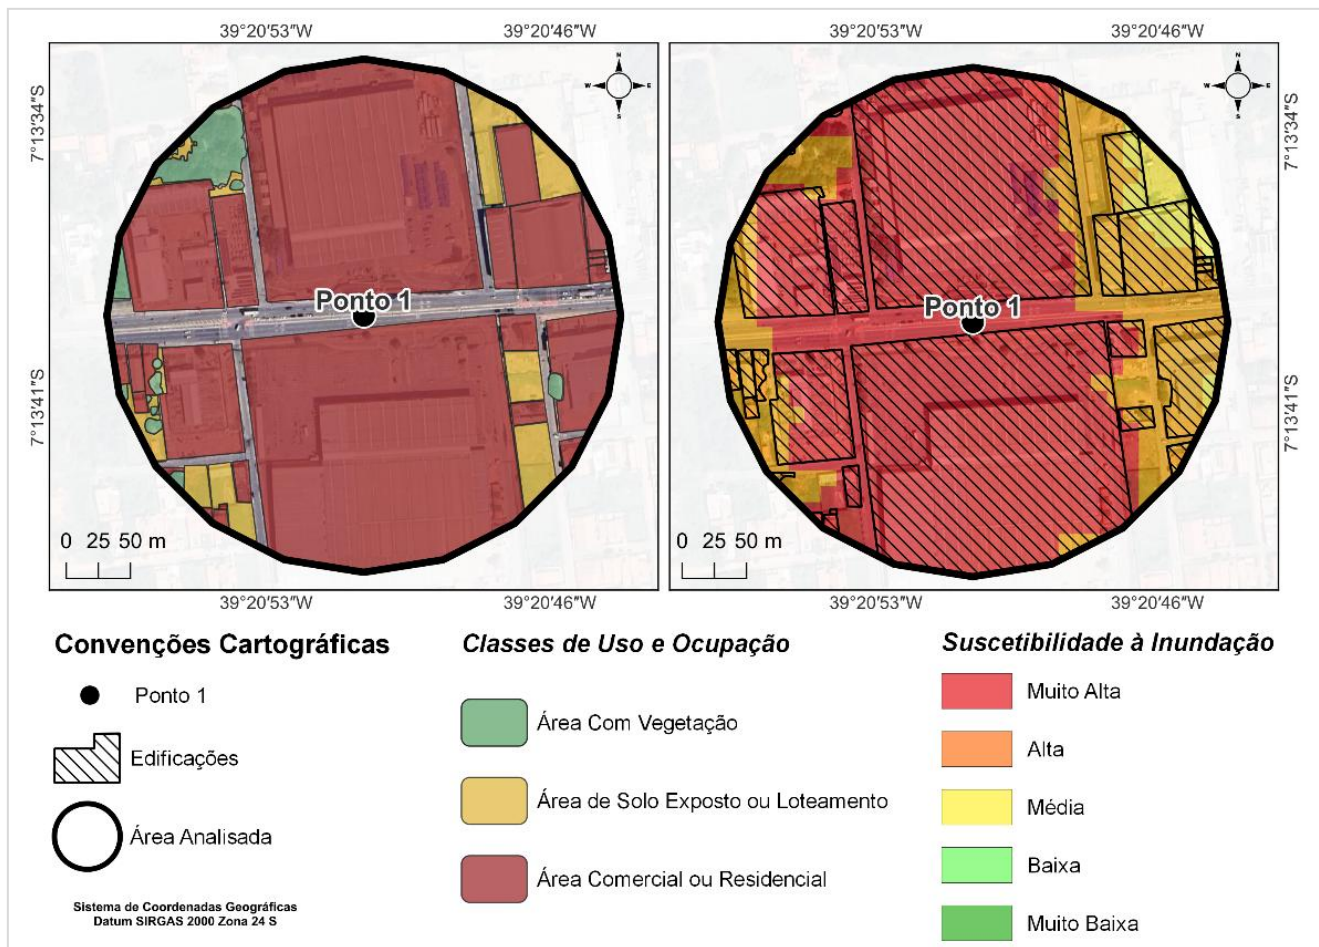 39°20'53"W
39°20'46"W
39°20'53"W
39°20'46"W
N
W
E
S
N
W
E
S
7°13'34"S
7°13'34"S
Ponto 1
Ponto 1
7°13'41"S
7°13'41"S
0 25 50 m
0 25 50 m
39°20'53"W
39°20'46"W
39°20'53"W
39°20'46"W
Convenções Cartográficas
Ponto 1
Edificações
Área Analisada
Sistema de Coordenadas Geográficas
Datum SIRGAS 2000 Zona 24 S
Classes de Uso e Ocupação
Área Com Vegetação
Área de Solo Exposto ou Loteamento
Área Comercial ou Residencial
Suscetibilidade à Inundação
Muito Alta
Alta
Média
Baixa
Muito Baixa